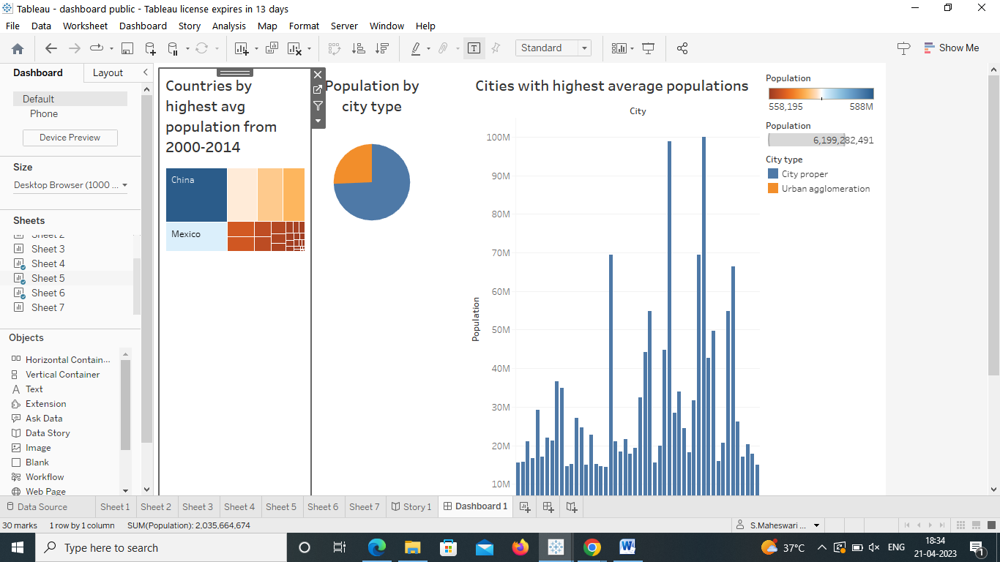 Tableau - dashboard public - Tableau license expires in 13 days
File Data Worksheet Dashboard Story Analysis Map Format Server Window Help
Standard
Show Me
Dashboard Layout
Default
Phone
Device Preview
Size
Desktop Browser (1000 ...
Sheets
Sheet 2
Sheet 3
Sheet 4
Sheet 5
Sheet 6
Sheet 7
Objects
Horizontal Contain...
Vertical Container
Text
Extension
Ask Data
Data Story
Image
Blank
Workflow
Web Page
Countries by
highest avg
population from
2000-2014
China
Mexico
Population by
city type
Cities with highest average populations
City
Population
100M
90M
80M
70M
60M
50M
40M
30M
20M
10M
Population
558,195 588M
Population
6,199,282,491
City type
City proper
Urban agglomeration
Data Source Sheet 1 Sheet 2 Sheet 3 Sheet 4 Sheet 5 Sheet 6 Sheet 7 Story 1 Dashboard 1
30 marks 1 row by 1 column SUM(Population): 2,035,664,674 S.Maheswari ...
Type here to search
37°C
ENG
18:34
21-04-2023
1